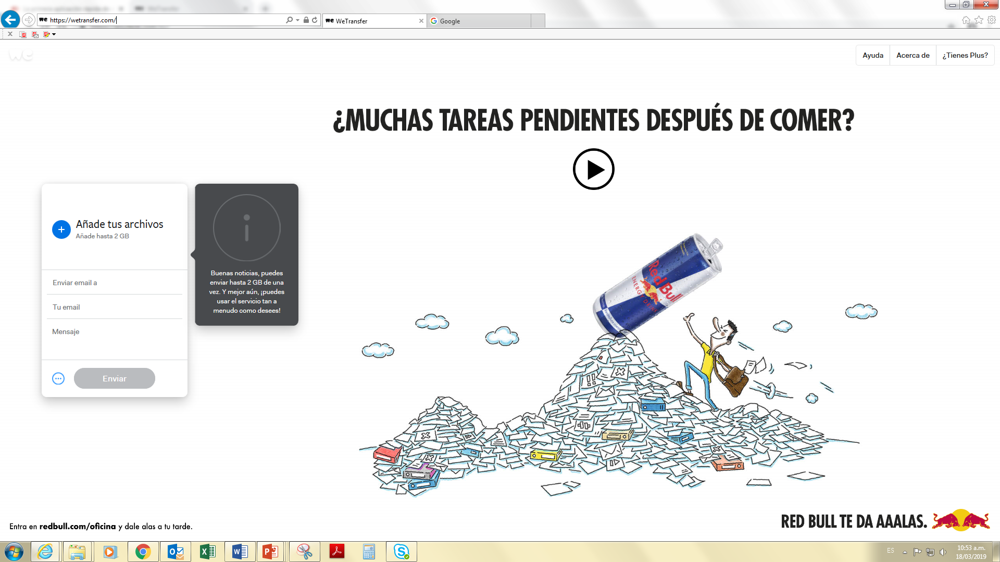 https://wetransfer.com/
WeTransfer
Google
we
Ayuda
Acerca de
¿Tienes Plus?
¿MUCHAS TAREAS PENDIENTES DESPUÉS DE COMER?
Añade tus archivos
Añade hasta 2 GB
Enviar email a
Tu email
Mensaje
Enviar
Buenas noticias, puedes
enviar hasta 2 GB de una
vez. Y mejor aún, ¡puedes
usar el servicio tan a
menudo como desees!
Red Bull
ENERGY DRINK
Entra en redbull.com/oficina y dale alas a tu tarde.
RED BULL TE DA AAALAS.
ES
10:53 a.m.
18/03/2019